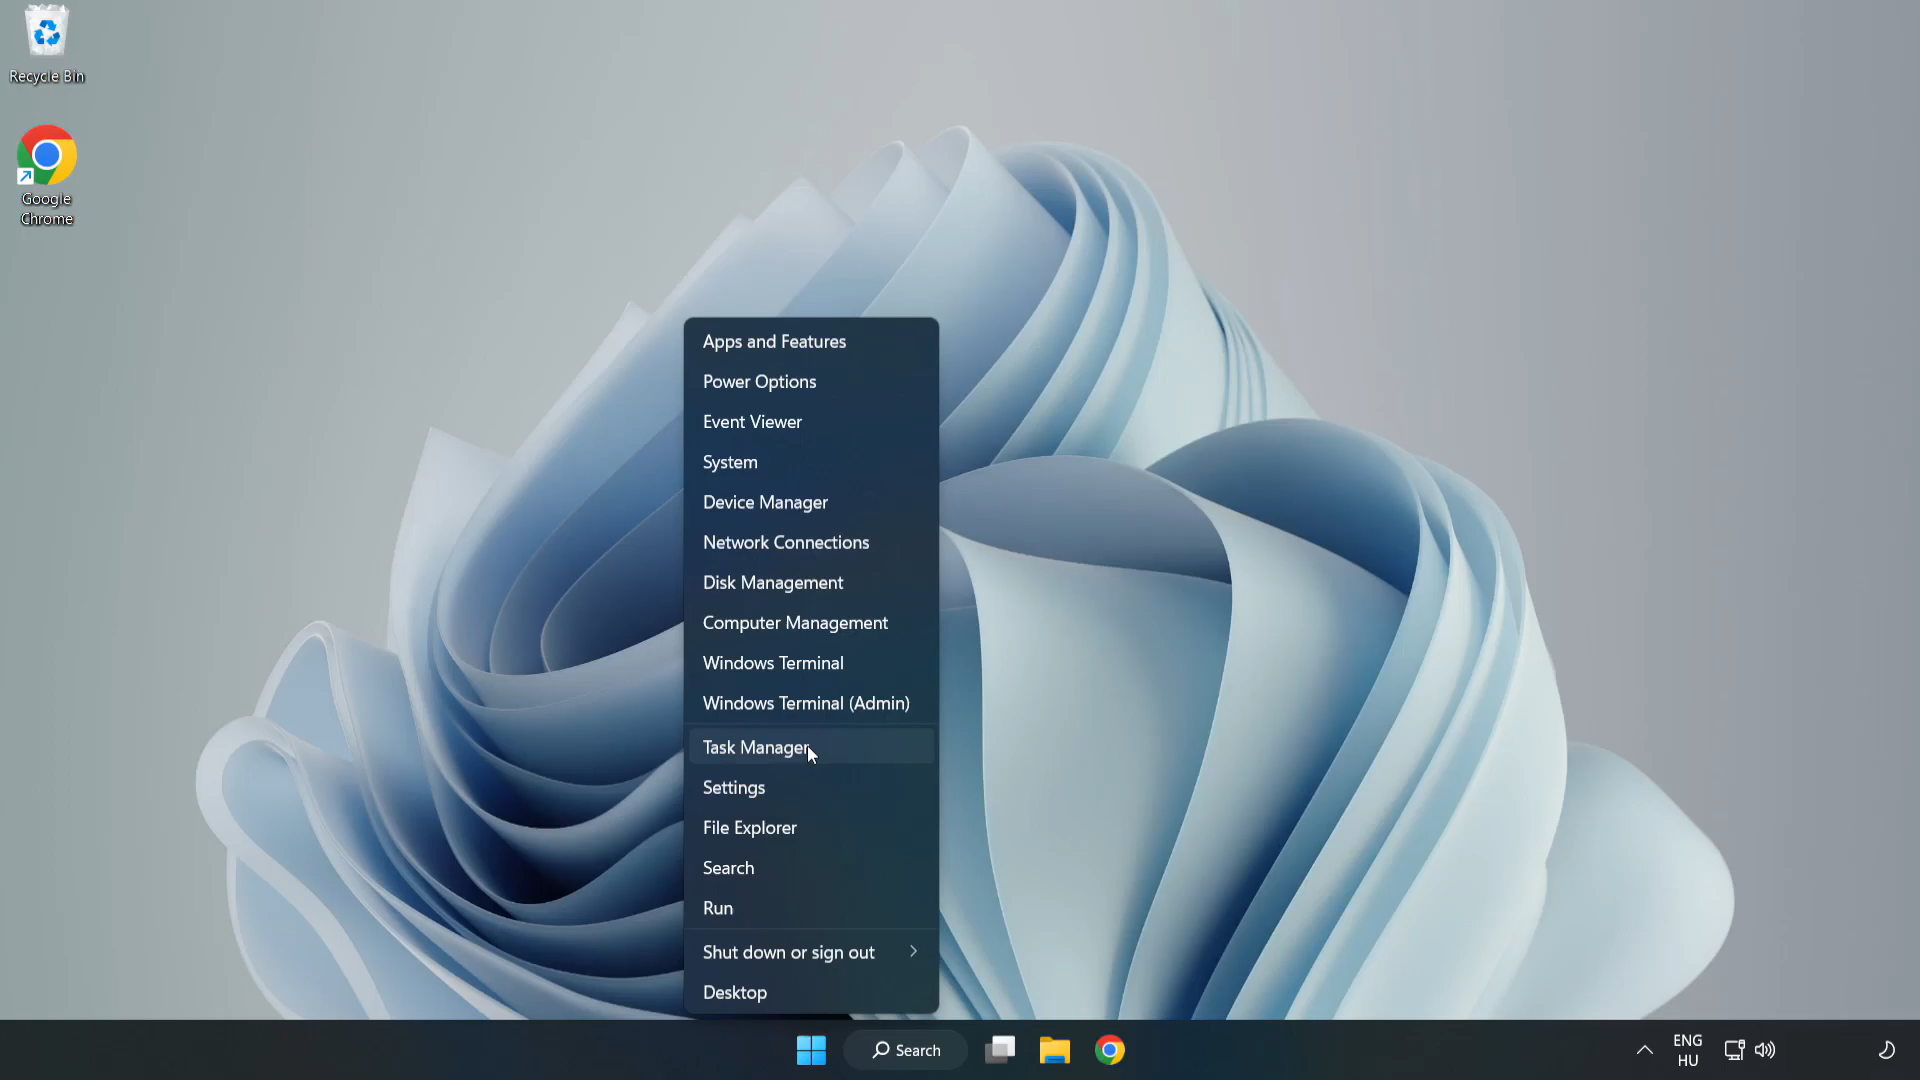 Recycle Bin
Google
Chrome
Apps and Features
Power Options
Event Viewer
System
Device Manager
Network Connections
Disk Management
Computer Management
Windows Terminal
Windows Terminal (Admin)
Task Manager
Settings
File Explorer
Search
Run
Shut down or sign out
Desktop
Search
ENG
HU